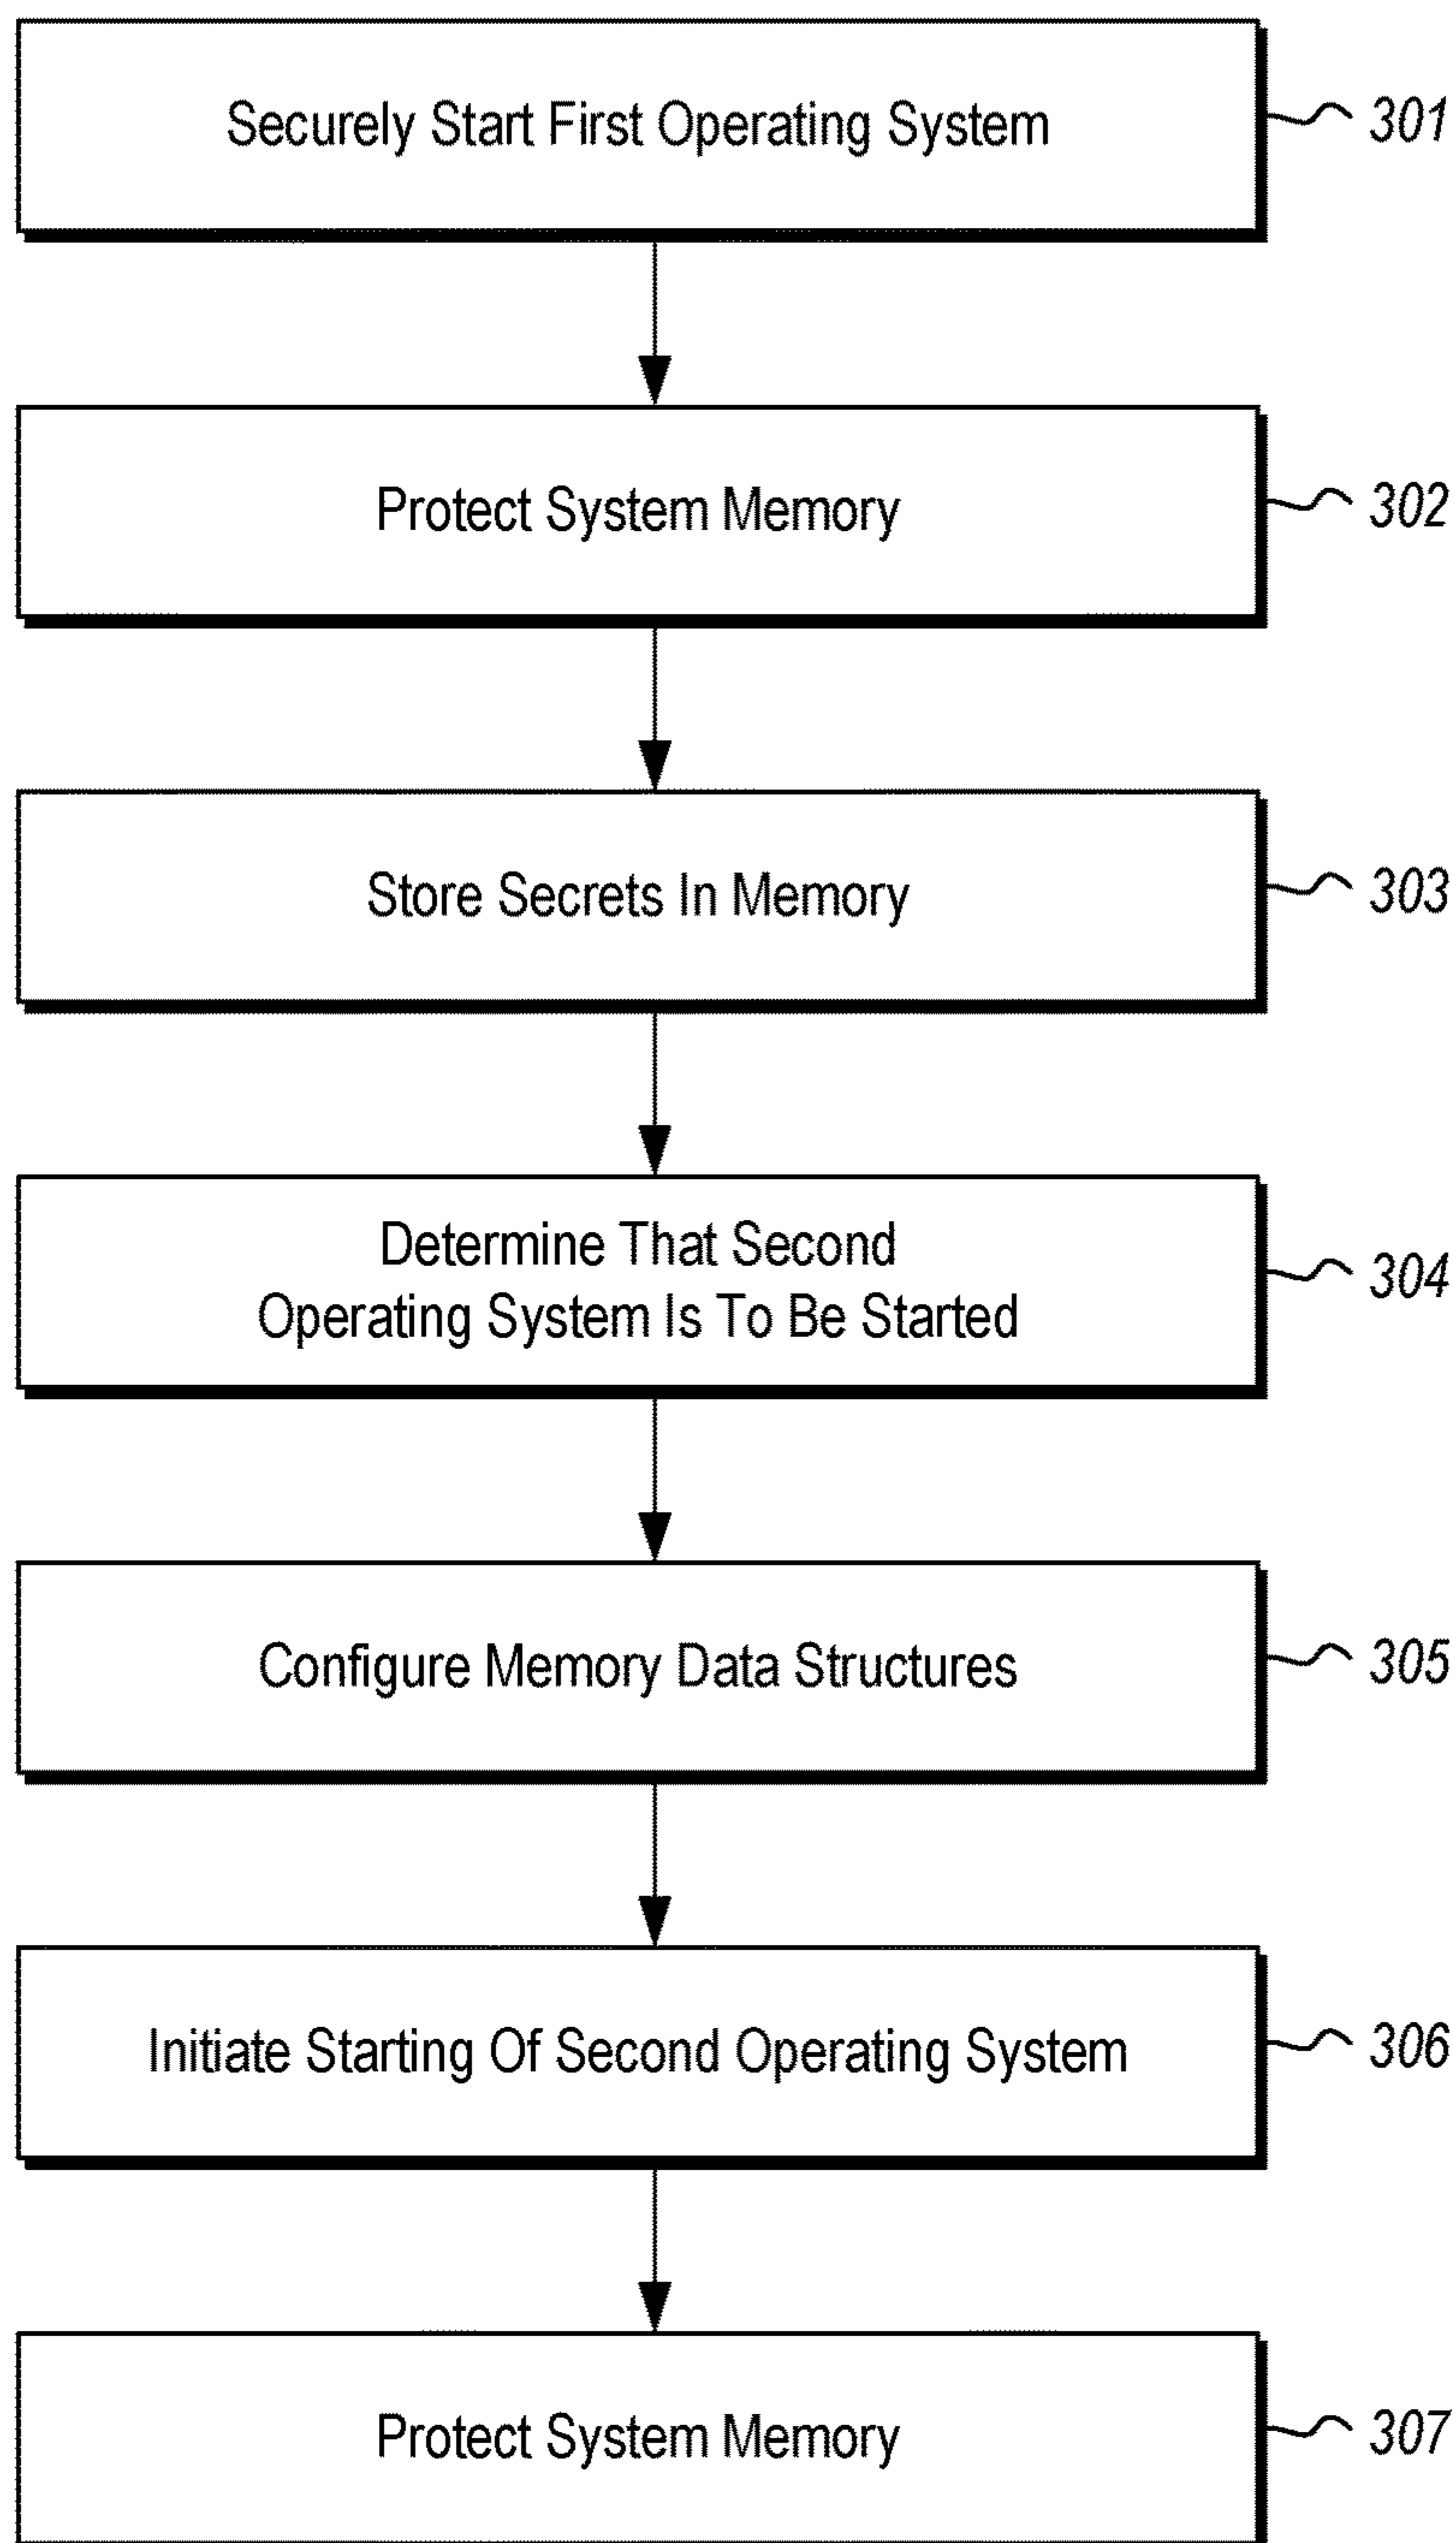 Securely Start First Operating System
301
Protect System Memory
302
Store Secrets In Memory
303
Determine That Second
Operating System Is To Be Started
304
Configure Memory Data Structures
305
Initiate Starting Of Second Operating System
306
Protect System Memory
307